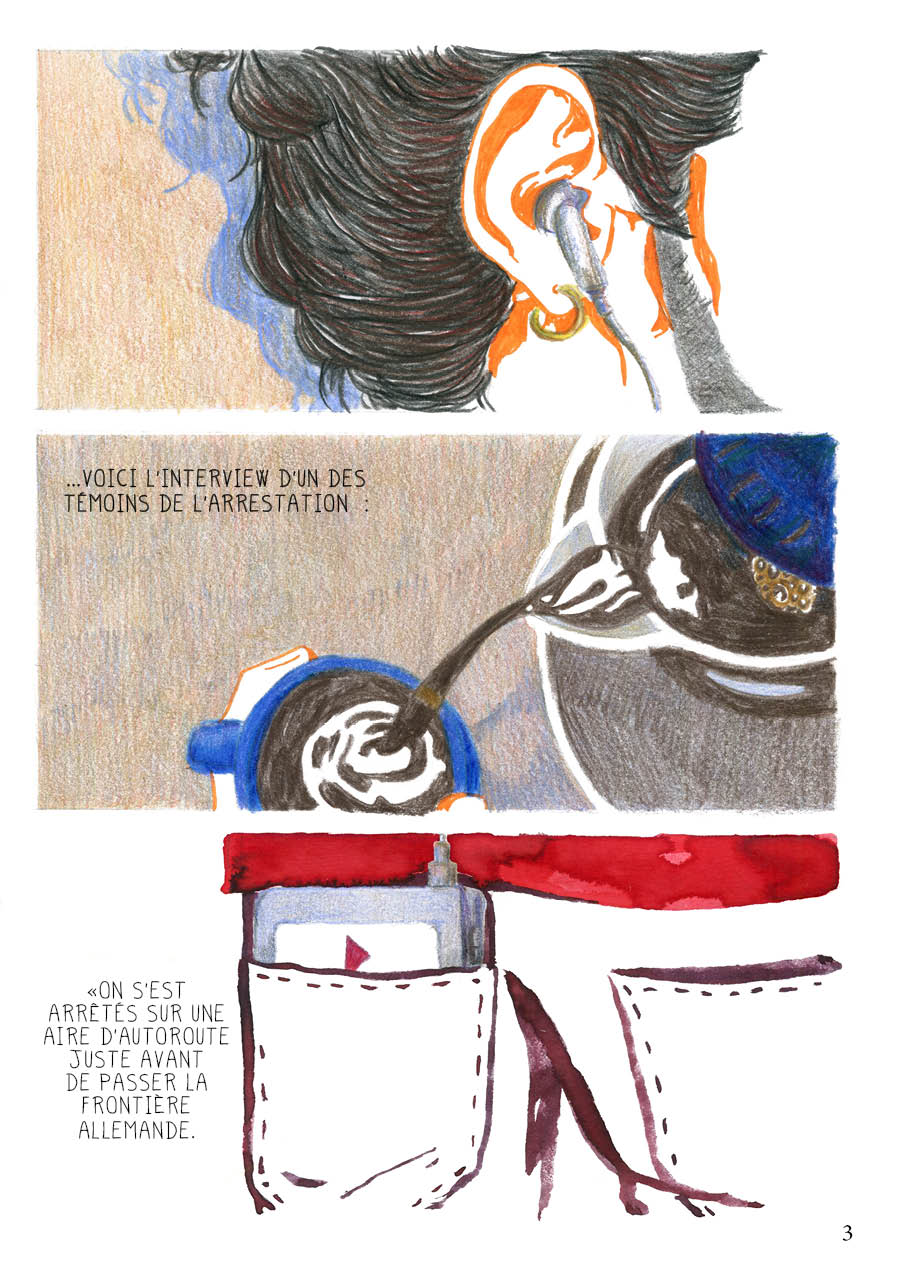 ...VOICI L'INTERVIEW D'UN DES
TÉMOINS DE L'ARRESTATION :
«ON S'EST
ARRÊTÉS SUR UNE
AIRE D'AUTOROUTE
JUSTE AVANT
DE PASSER LA
FRONTIÈRE
ALLEMANDE.
3